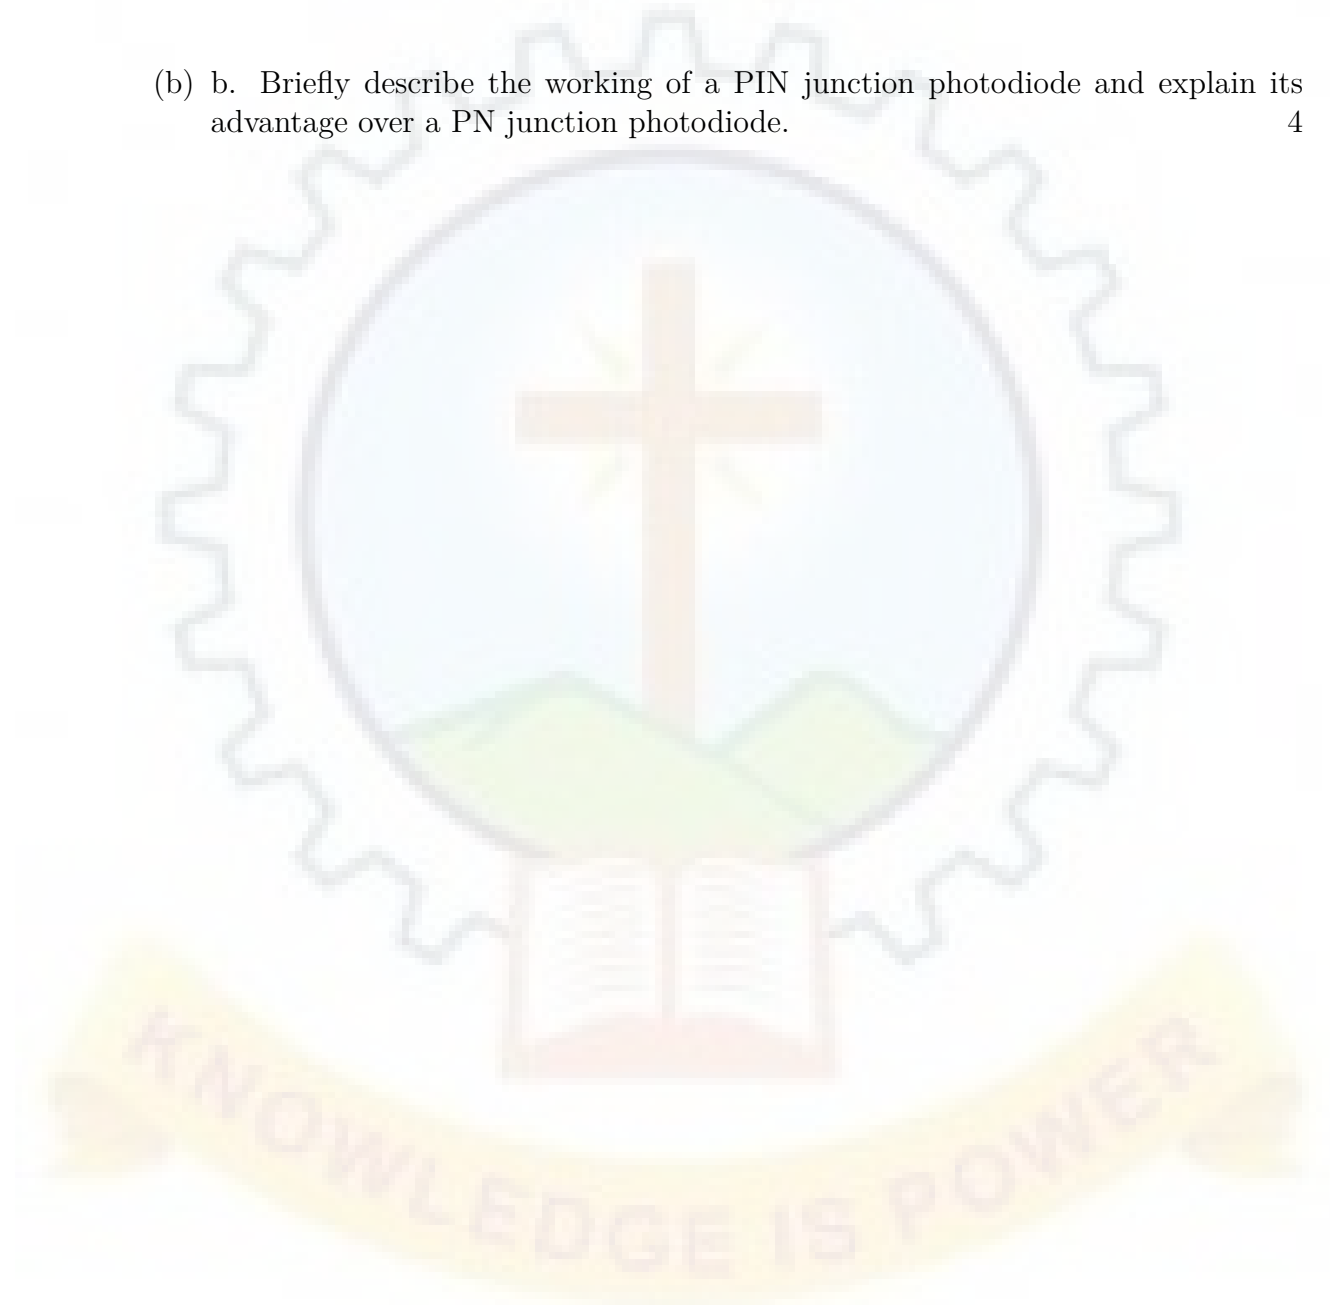 (b) b. Briefly describe the working of a PIN junction photodiode and explain its
advantage over a PN junction photodiode. 4
KNOWLEDGE IS POWER